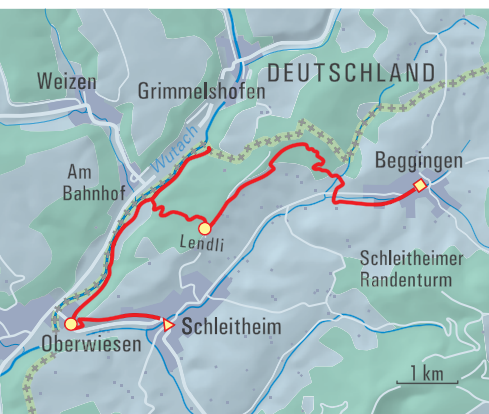 DEUTSCHLAND
Weizen
Grimmelshofen
Wutach
Beggingen
Am
Bahnhof
Lendli
Schleitheimer
Randenturm
Schleitheim
Oberwiesen
1 km